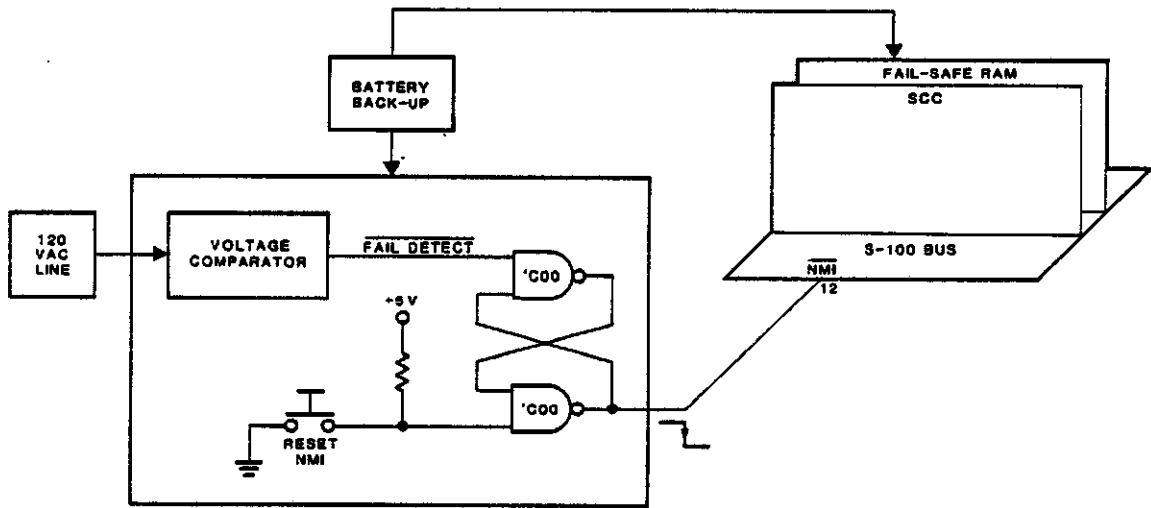 BATTERY
BACK-UP
FAIL-SAFE RAM
SCC
120
VAC
LINE
VOLTAGE
COMPARATOR
FAIL DETECT
'C00
S-100 BUS
NMI
12
+5 V
'C00
RESET
NMI